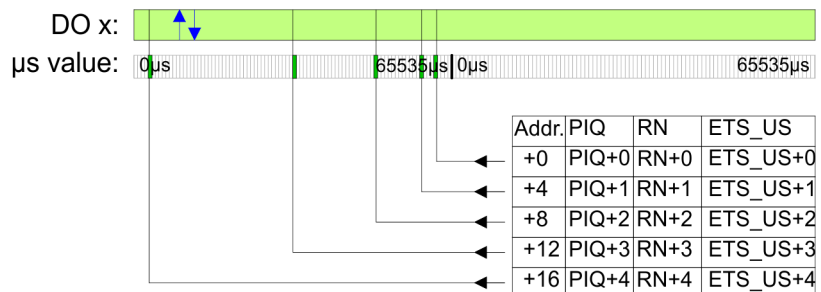 DO x:
µs value: 0µs 65535µs 0µs 65535µs
Addr. PIQ RN ETS_US
+0 PIQ+0 RN+0 ETS_US+0
+4 PIQ+1 RN+1 ETS_US+1
+8 PIQ+2 RN+2 ETS_US+2
+12 PIQ+3 RN+3 ETS_US+3
+16 PIQ+4 RN+4 ETS_US+4